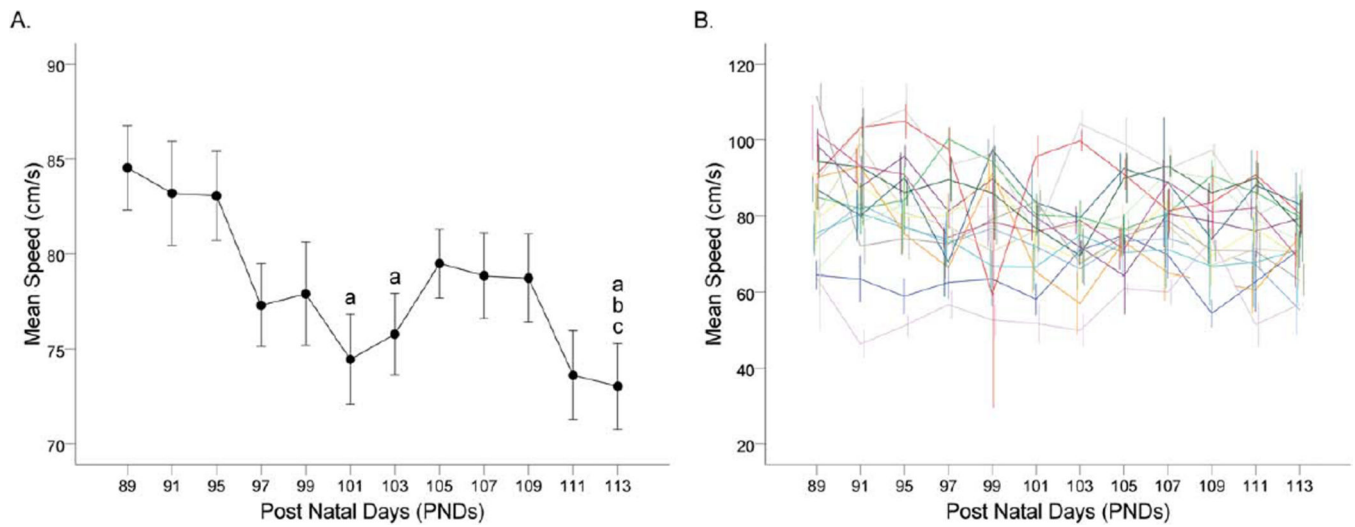 A.
90
85
80
75
70
Mean Speed (cm/s)
a
a
a
b
c
89 91 95 97 99 101 103 105 107 109 111 113
Post Natal Days (PNDs)
B.
120
100
80
60
40
20
Mean Speed (cm/s)
89 91 95 97 99 101 103 105 107 109 111 113
Post Natal Days (PNDs)